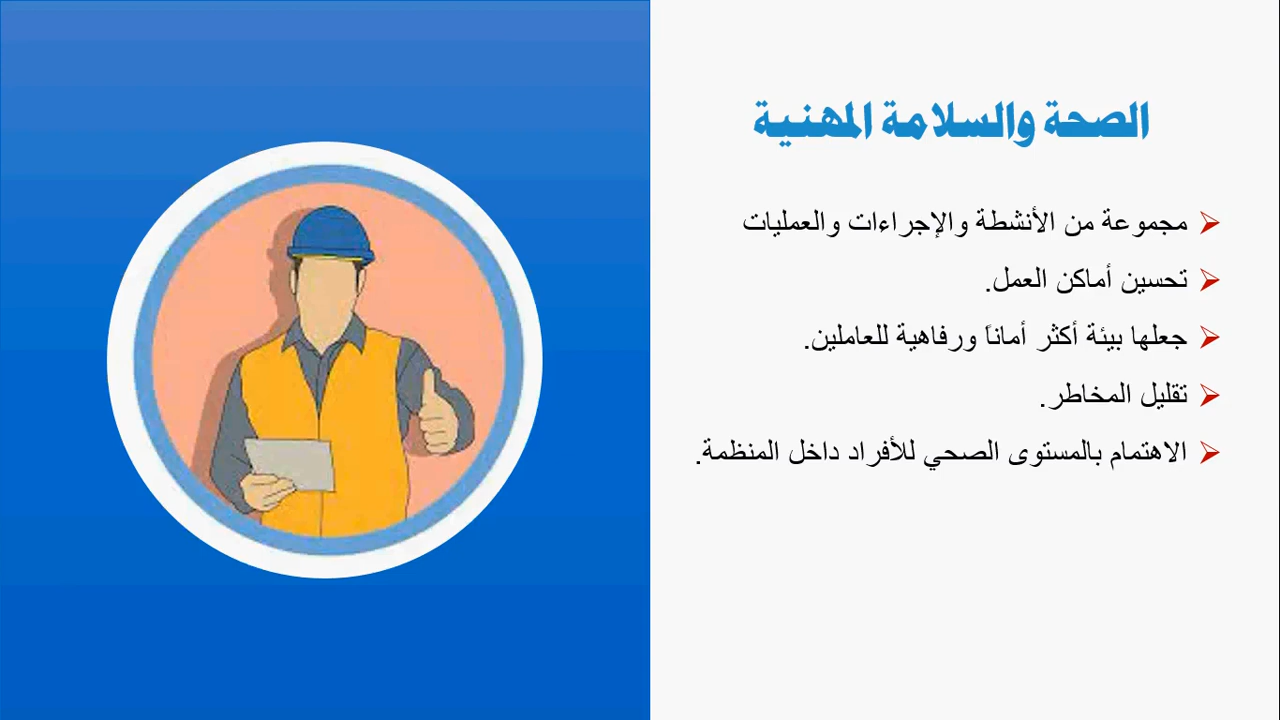 الصحة والسلامة المهنية
مجموعة من الأنشطة والإجراءات والعمليات
تحسين أماكن العمل.
جعلها بيئة أكثر أماناً ورفاهية للعاملين.
تقليل المخاطر.
الاهتمام بالمستوى الصحي للأفراد داخل المنظمة.